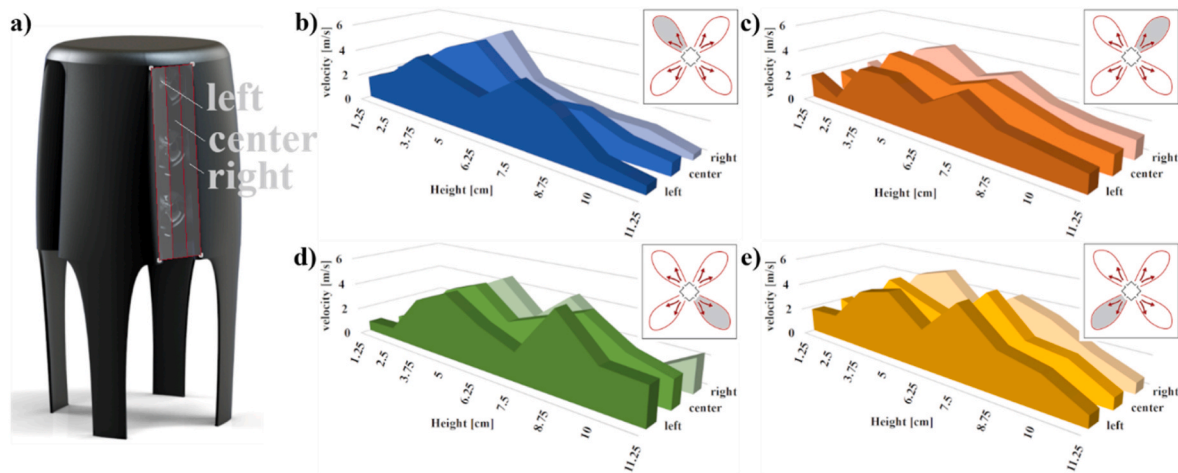 a)
left
center
right
b)
velocity [m/s]
6
4
2
0
1.25
2.5
3.75
5
6.25
7.5
8.75
10
11.25
Height [cm]
right
center
left
c)
velocity [m/s]
6
4
2
0
1.25
2.5
3.75
5
6.25
7.5
8.75
10
11.25
Height [cm]
right
center
left
d)
velocity [m/s]
6
4
2
0
1.25
2.5
3.75
5
6.25
7.5
8.75
10
11.25
Height [cm]
right
center
left
e)
velocity [m/s]
6
4
2
0
1.25
2.5
3.75
5
6.25
7.5
8.75
10
11.25
Height [cm]
right
center
left